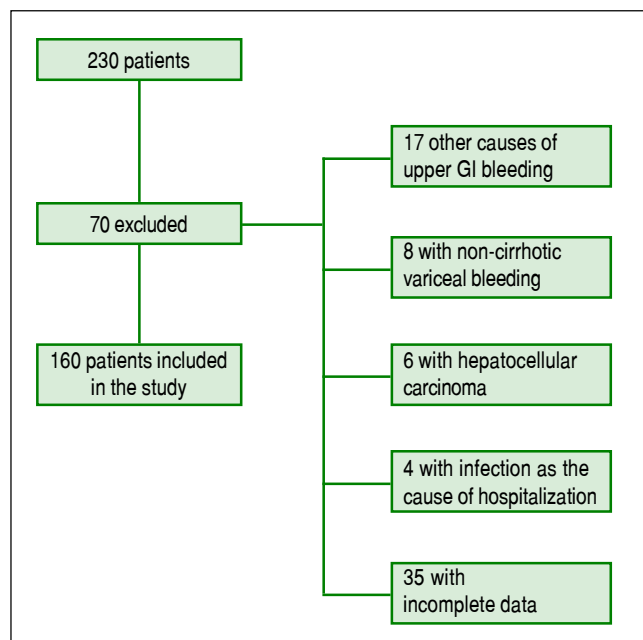 230 patients
70 excluded
160 patients included
in the study
17 other causes of
upper GI bleeding
8 with non-cirrhotic
variceal bleeding
6 with hepatocellular
carcinoma
4 with infection as the
cause of hospitalization
35 with
incomplete data